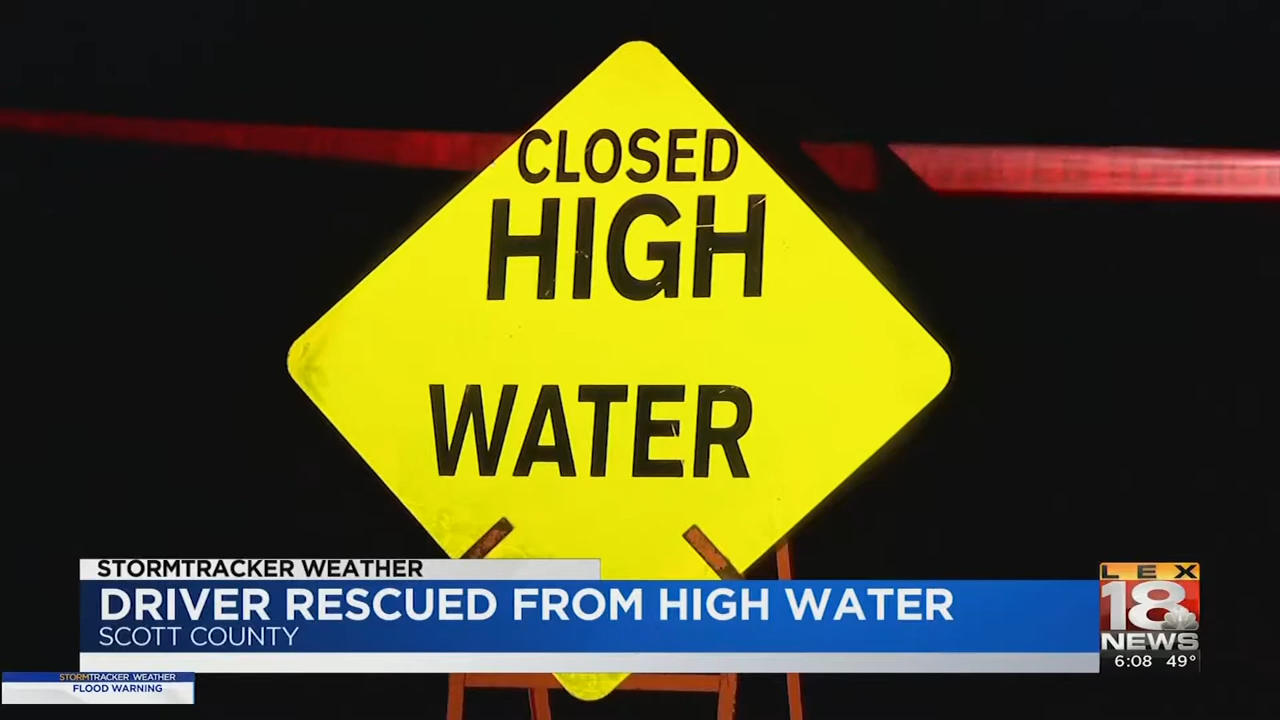 CLOSED
HIGH
WATER
STORMTRACKER WEATHER
DRIVER RESCUED FROM HIGH WATER
SCOTT COUNTY
LEX
18
NEWS
6:08 49°
STORMTRACKER WEATHER
FLOOD WARNING